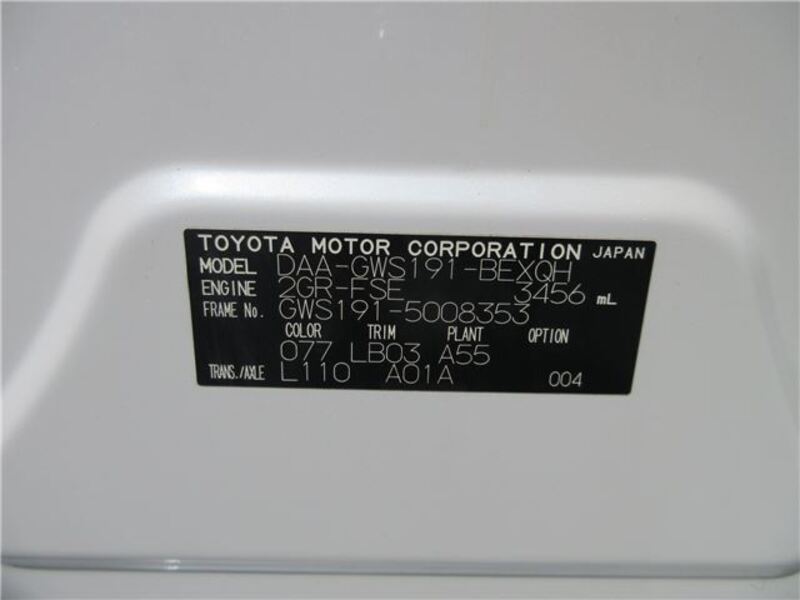 TOYOTA MOTOR CORPORATION JAPAN
MODEL DAA-GWS191-BEXQH
ENGINE 2GR-FSE 3456 mL
FRAME No. GWS191-5008353
COLOR TRIM PLANT OPTION
077 LB03 A55
TRANS./AXLE L110 A01A 004